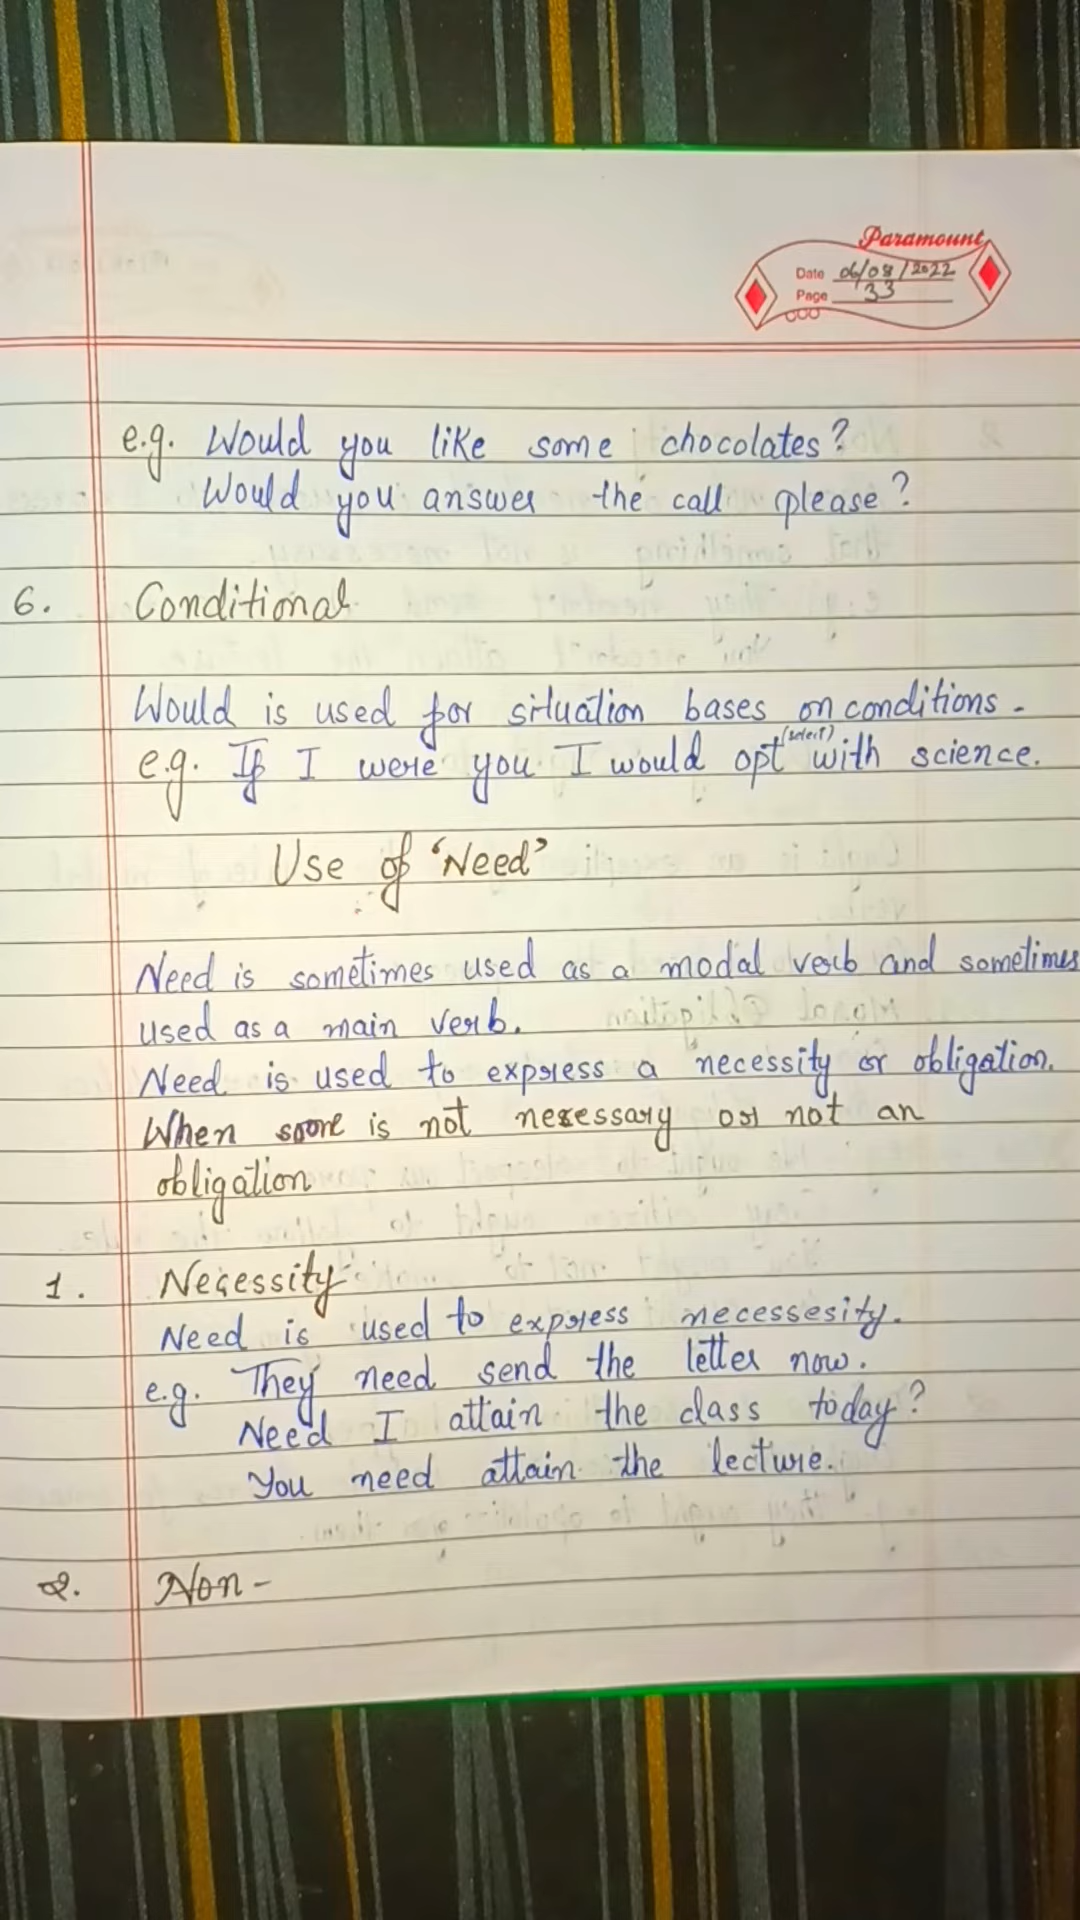 Paramount
Date 06/08/2022
Page 33
e.g. Would you like some chocolates?
Would you answer the call please?
6. Conditional
Would is used for situation bases on conditions.
(select)
e.g. If I were you I would opt with science.
Use of 'Need'
Need is sometimes used as a modal verb and sometimes
used as a main verb.
Need is used to express a necessity or obligation.
When is not necessary or not an
obligation
1. Necessity
Need is used to express necessesity.
e.g. They need send the letter now.
Need I attain the class today?
You need attain the lecture.
2. Non-